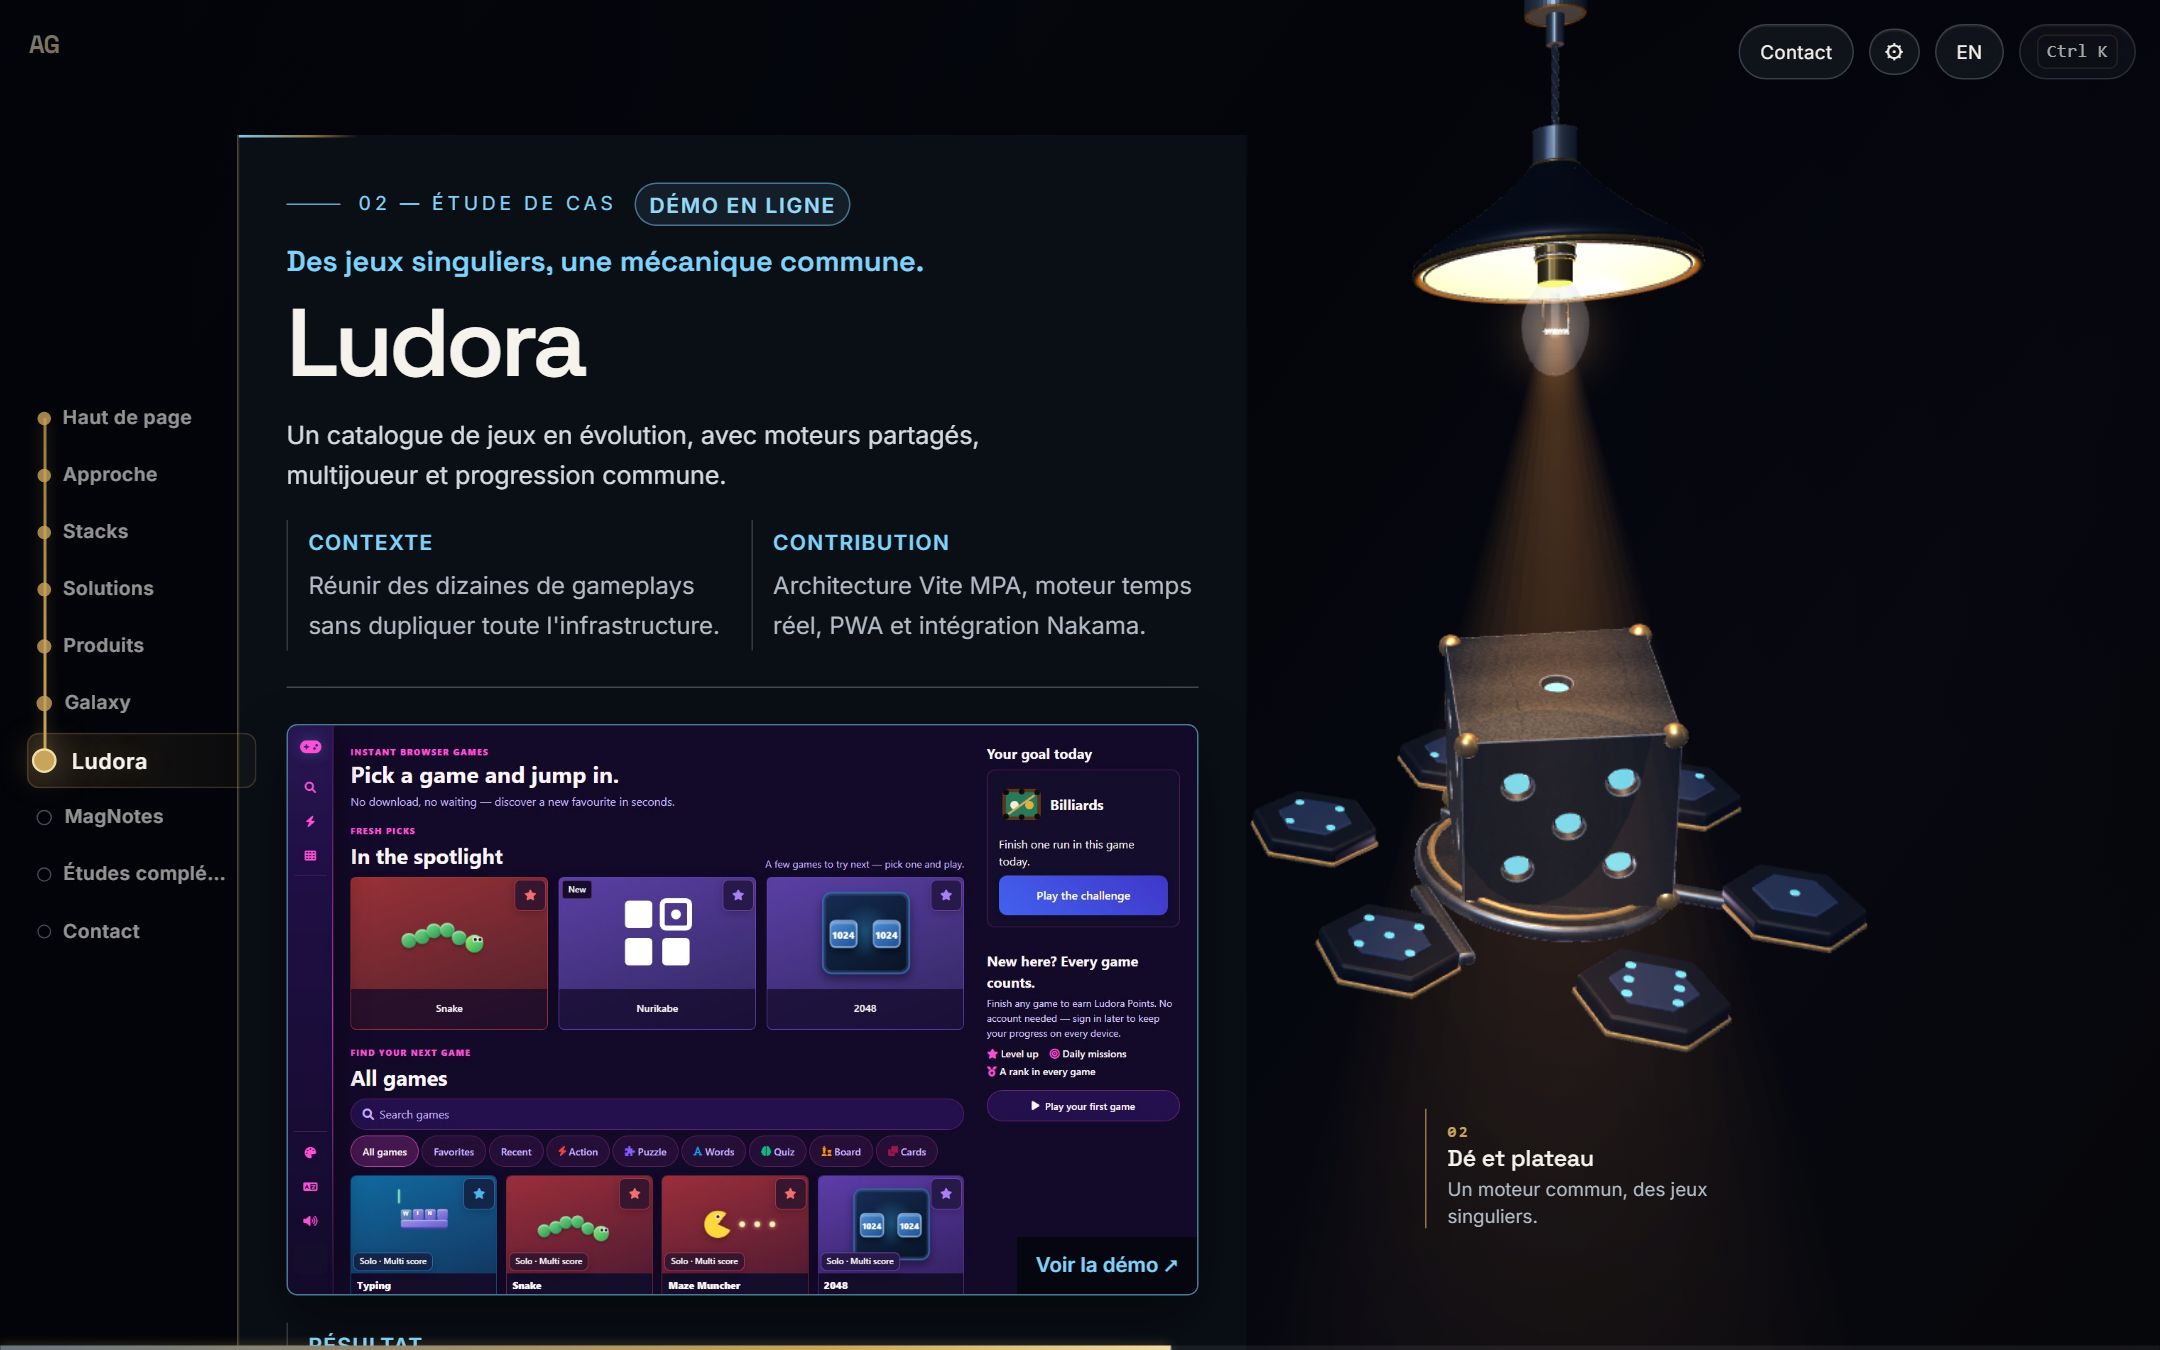 AG
Contact
EN
Ctrl K
Haut de page
Approche
Stacks
Solutions
Produits
Galaxy
Ludora
MagNotes
Études complé...
Contact
02 — ÉTUDE DE CAS
DÉMO EN LIGNE
Des jeux singuliers, une mécanique commune.
Ludora
Un catalogue de jeux en évolution, avec moteurs partagés,
multijoueur et progression commune.
CONTEXTE
Réunir des dizaines de gameplays
sans dupliquer toute l'infrastructure.
CONTRIBUTION
Architecture Vite MPA, moteur temps
réel, PWA et intégration Nakama.
INSTANT BROWSER GAMES
Pick a game and jump in.
No download, no waiting — discover a new favourite in seconds.
FRESH PICKS
In the spotlight
A few games to try next — pick one and play.
Snake
New
Nurikabe
1024 1024
2048
FIND YOUR NEXT GAME
All games
Search games
All games
Favorites
Recent
Action
Puzzle
Words
Quiz
Board
Cards
Solo · Multi score
Typing
Solo · Multi score
Snake
Solo · Multi score
Maze Muncher
1024 1024
Solo · Multi score
2048
Your goal today
Billiards
Finish one run in this game
today.
Play the challenge
New here? Every game
counts.
Finish any game to earn Ludora Points. No
account needed — sign in later to keep
your progress on every device.
Level up
Daily missions
A rank in every game
Play your first game
Voir la démo ↗
RÉSULTAT
02
Dé et plateau
Un moteur commun, des jeux
singuliers.